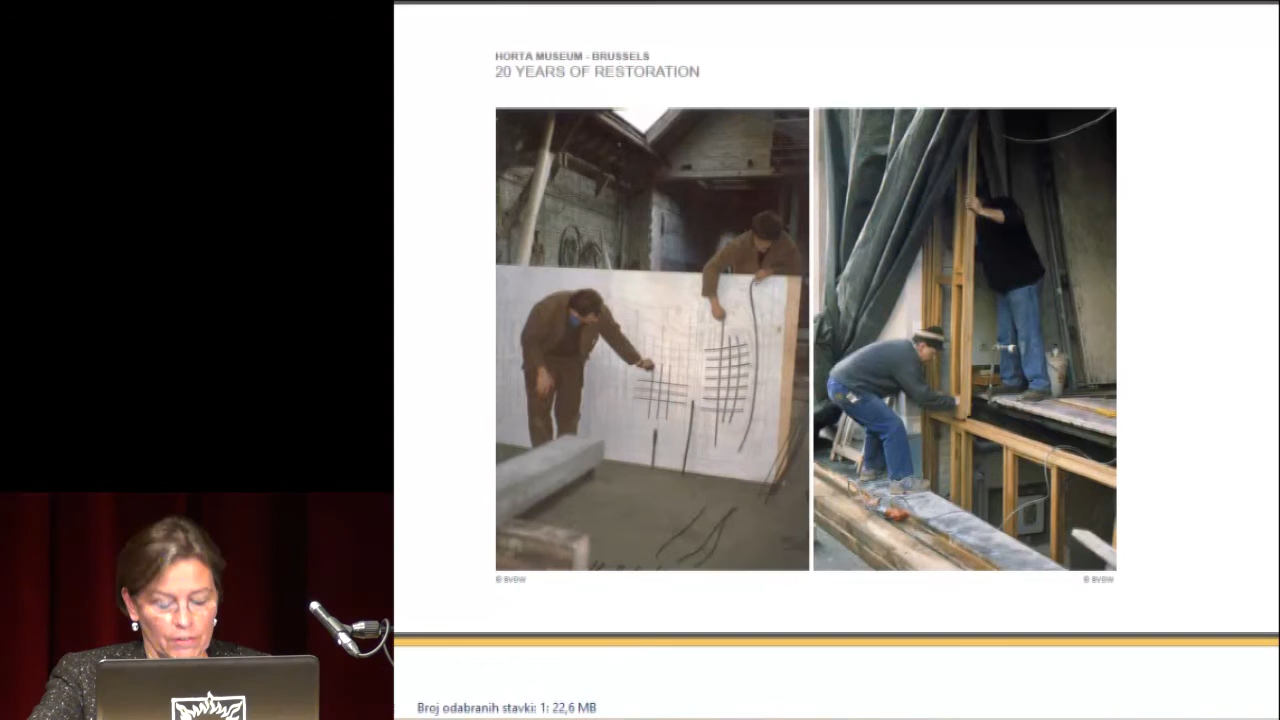 HORTA MUSEUM - BRUSSELS
20 YEARS OF RESTORATION
Broj odabranih stavki: 1: 22,6 MB